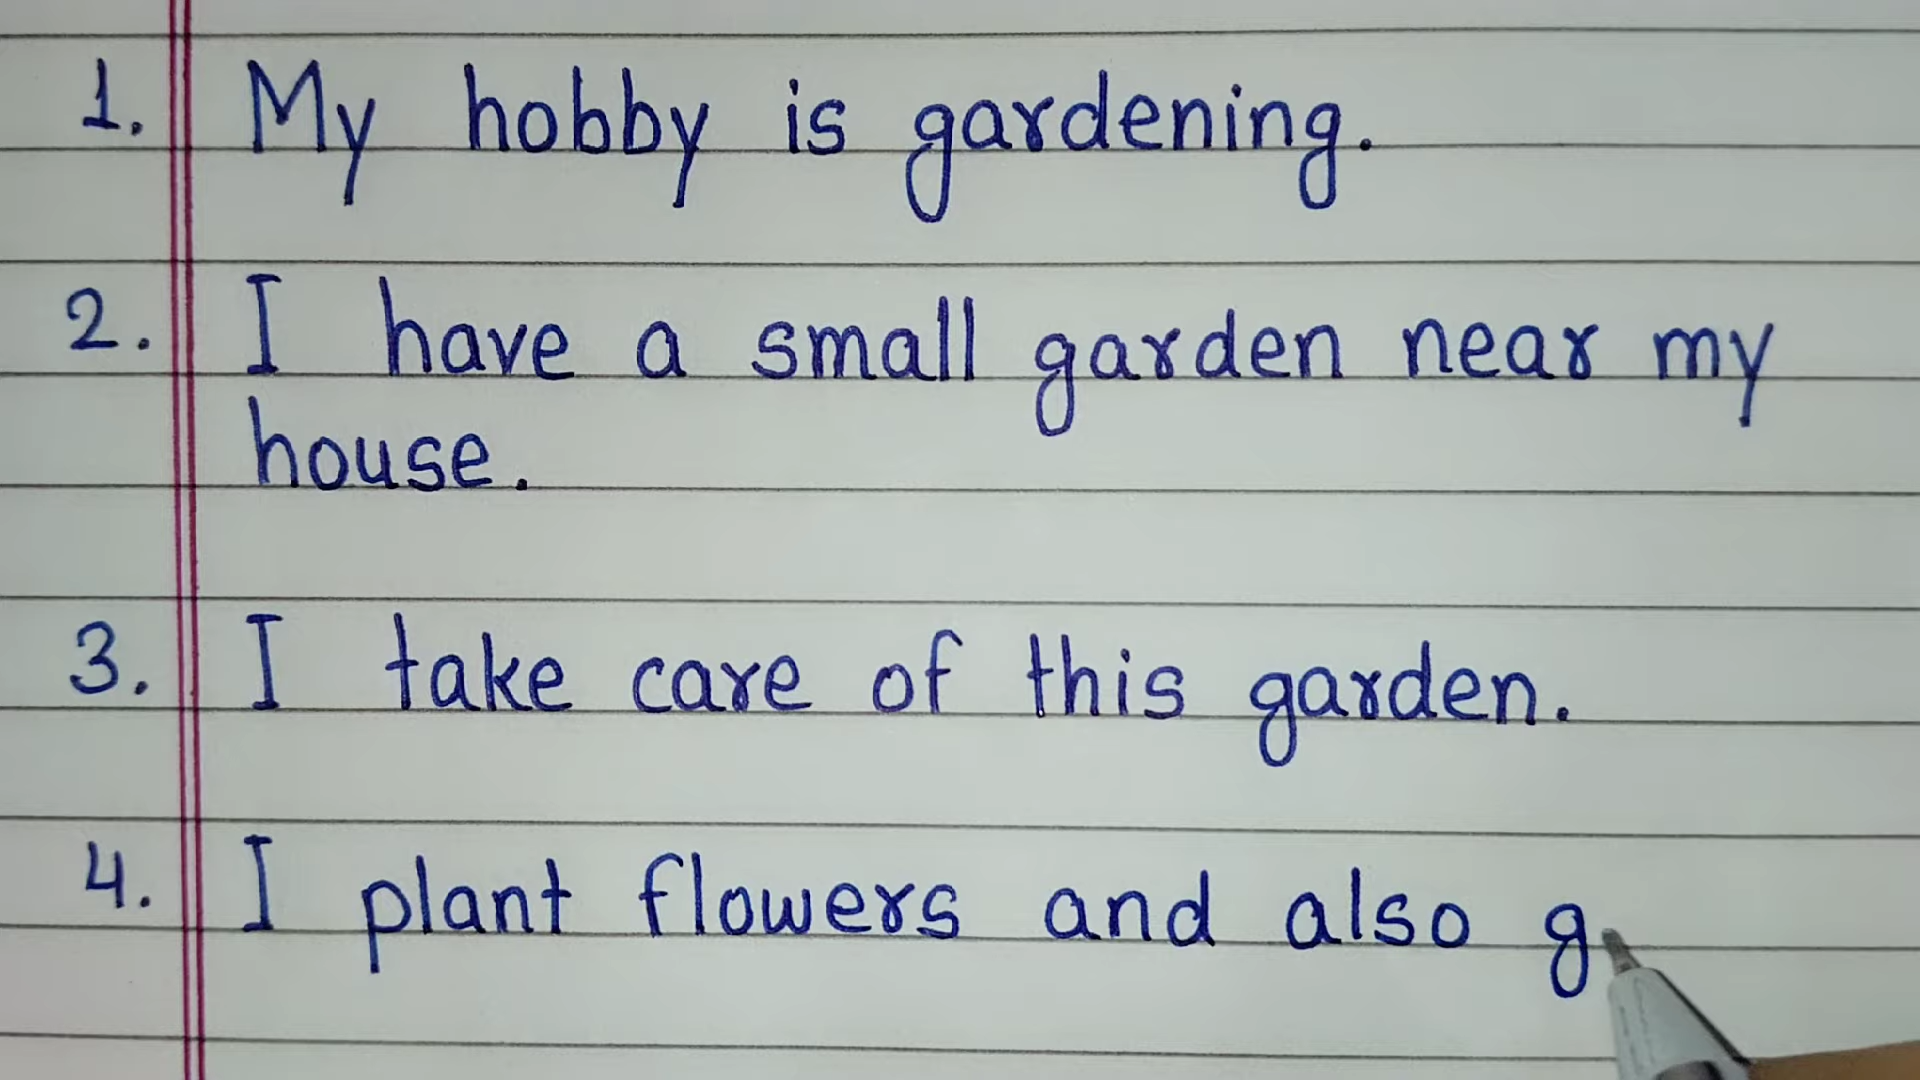 1. My hobby is gardening.
2. I have a small garden near my
house.
3. I take care of this garden.
4. I plant flowers and also g